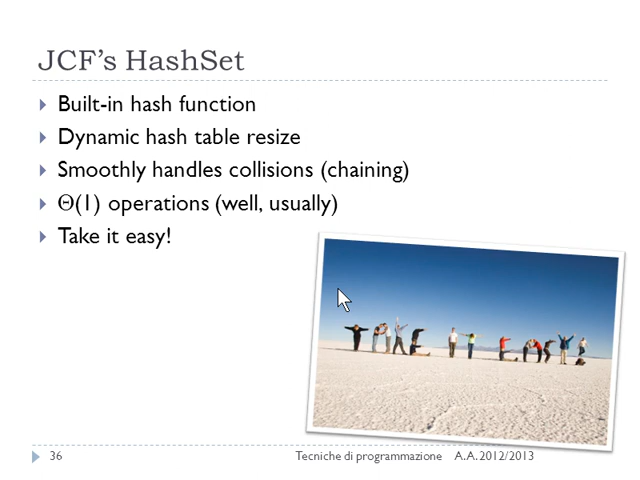 JCF's HashSet
Built-in hash function
Dynamic hash table resize
Smoothly handles collisions (chaining)
Θ(1) operations (well, usually)
Take it easy!
36
Tecniche di programmazione A.A. 2012/2013